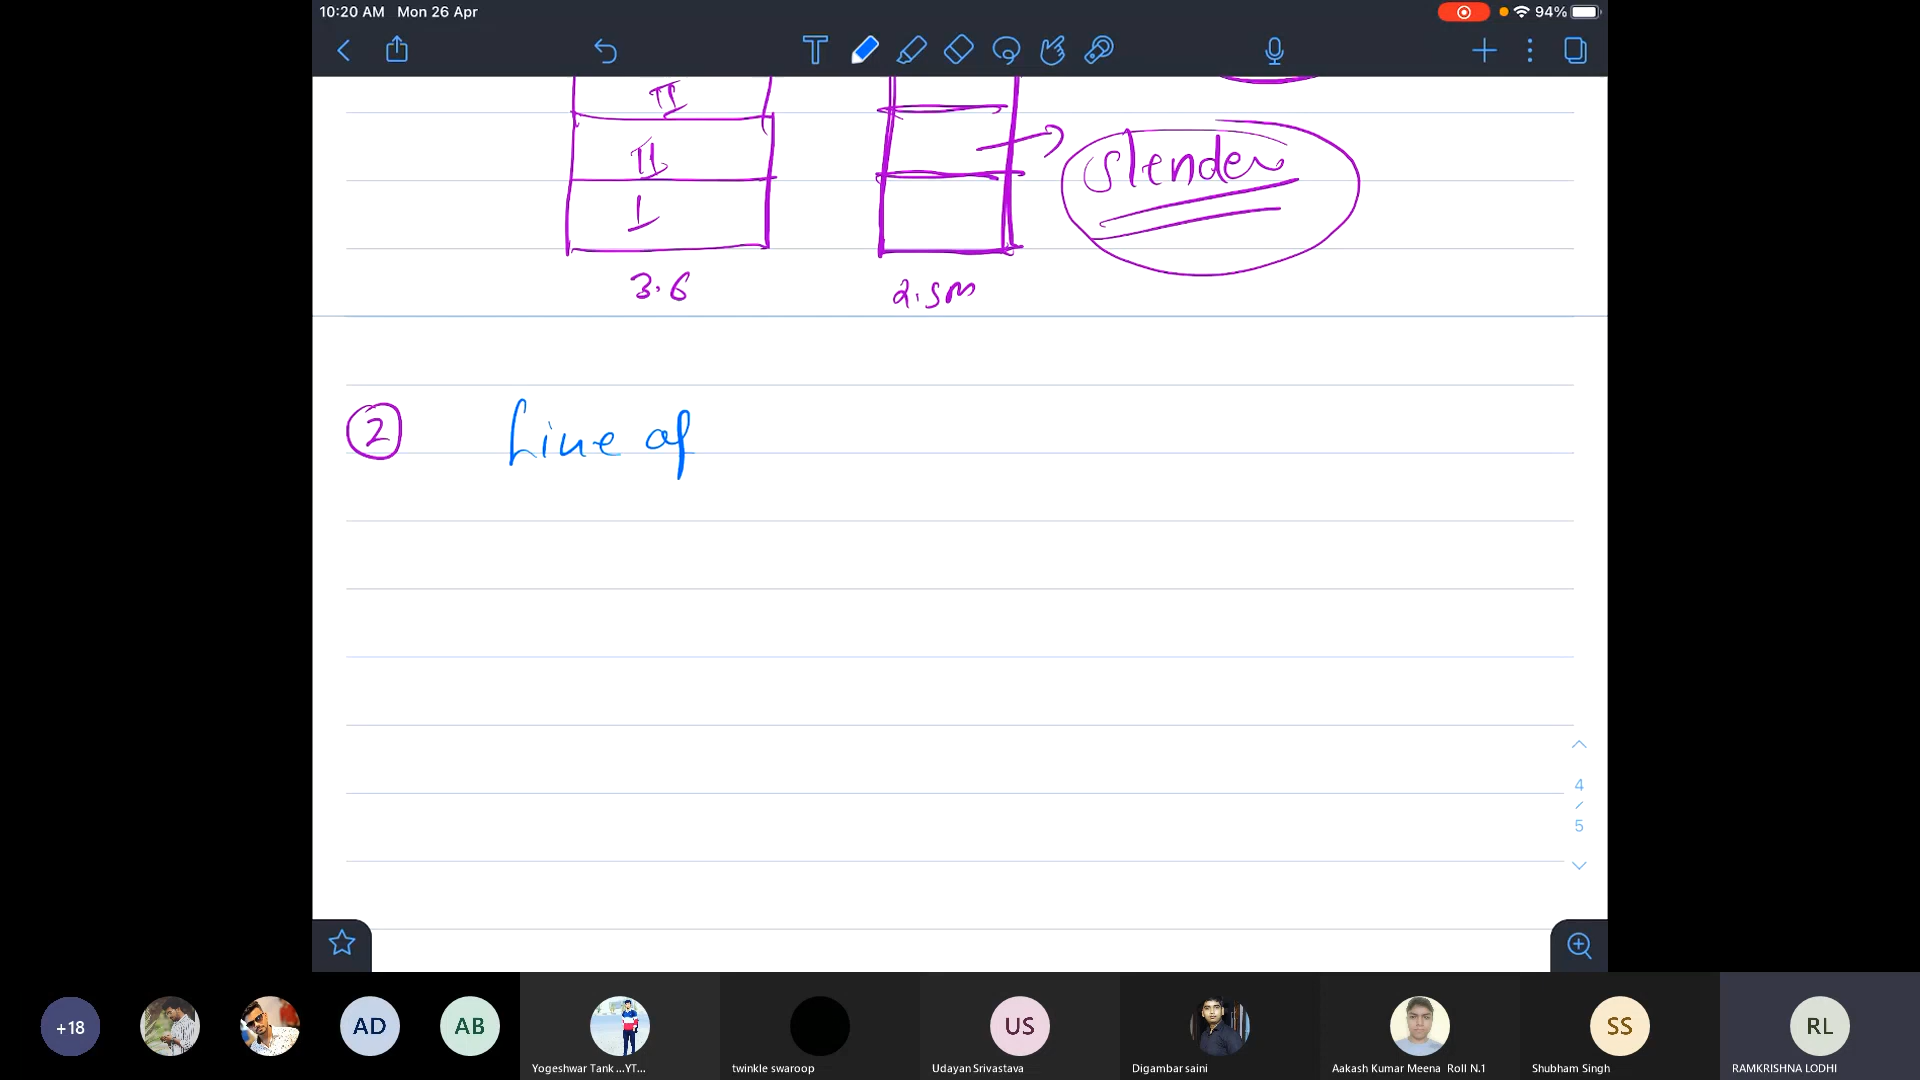 10:20 AM Mon 26 Apr
94%
T
II
II
I
Slender
3.6
2.5m
2 Line of
4
/
5
+18
AD
AB
US
SS
RL
Yogeshwar Tank ...YT...
twinkle swaroop
Udayan Srivastava
Digambar saini
Aakash Kumar Meena Roll N.1
Shubham Singh
RAMKRISHNA LODHI